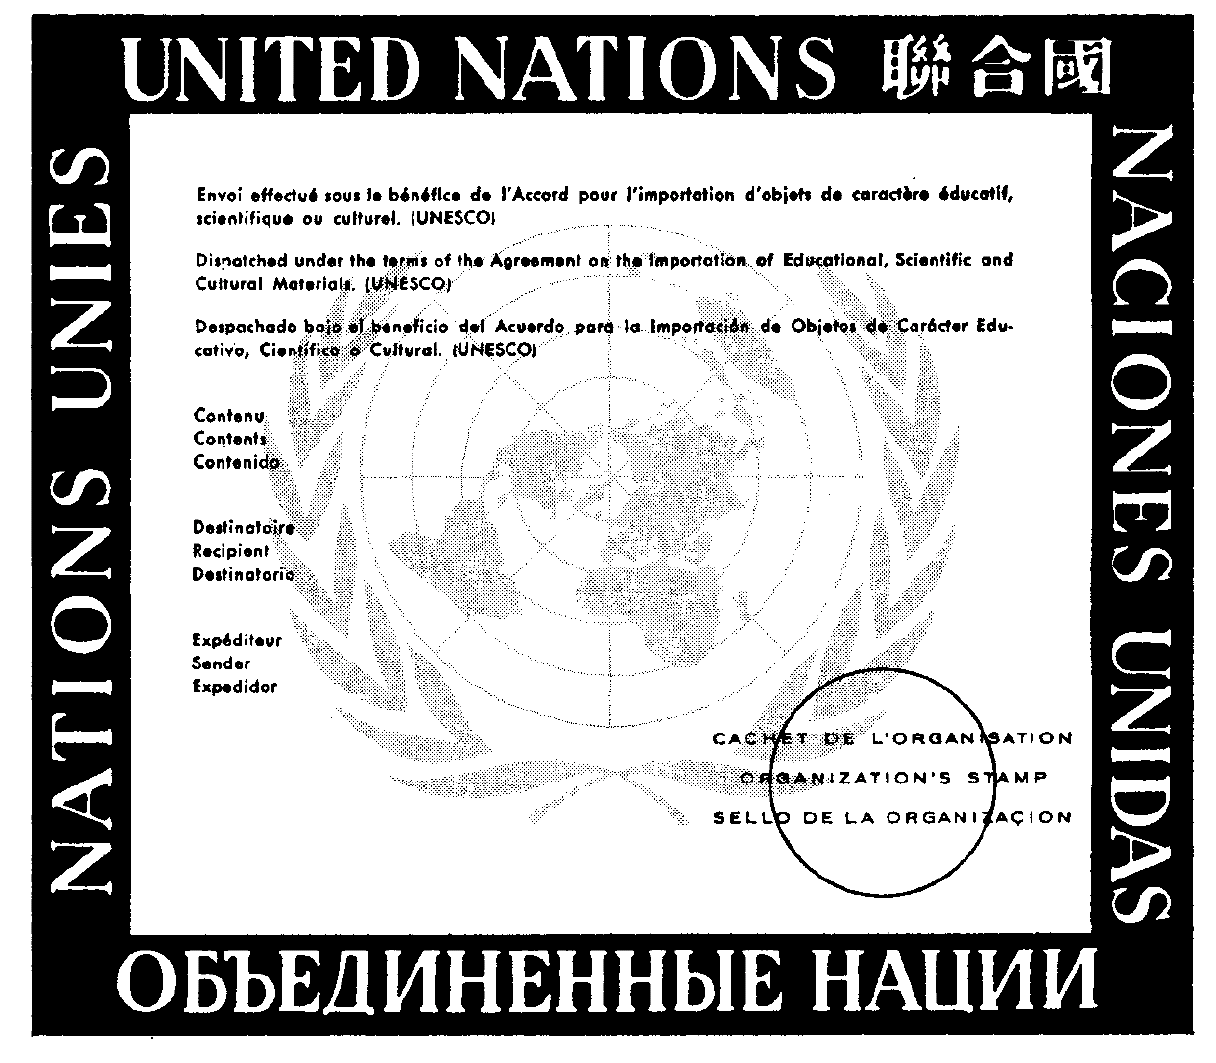 UNITED NATIONS 聯合國
NATIONS UNIES
NACIONES UNIDAS
Envoi effectué sous le bénéfice de l'Accord pour l'importation d'objets de caractère éducatif,
scientifique ou culturel. (UNESCO)
Dispatched under the terms of the Agreement on the Importation of Educational, Scientific and
Cultural Materials. (UNESCO)
Despachado bajo el beneficio del Acuerdo para la Importación de Objetos de Carácter Edu-
cativo, Científico o Cultural. (UNESCO)
Contenu
Contents
Contenido
Destinataire
Recipient
Destinatario
Expéditeur
Sender
Expedidor
CACHET DE L'ORGANISATION
ORGANIZATION'S STAMP
SELLO DE LA ORGANIZAÇION
ОБЪЕДИНЕННЫЕ НАЦИИ